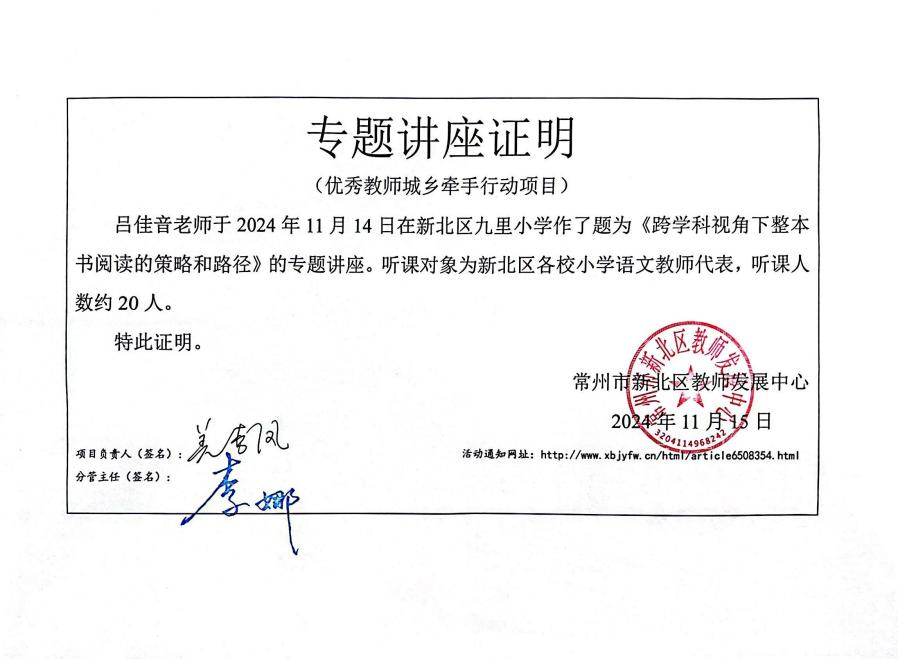 专题讲座证明
（优秀教师城乡牵手行动项目）
吕佳音老师于 2024 年 11 月 14 日在新北区九里小学作了题为《跨学科视角下整本
书阅读的策略和路径》的专题讲座。听课对象为新北区各校小学语文教师代表，听课人
数约 20 人。
特此证明。
常州市新北区教师发展中心
常州市新北区教师发展中心
2024 年 11 月 15 日
3204114968242
项目负责人（签名）：
活动通知网址：http://www.xbjyfw.cn/html/article6508354.html
分管主任（签名）：
李娜